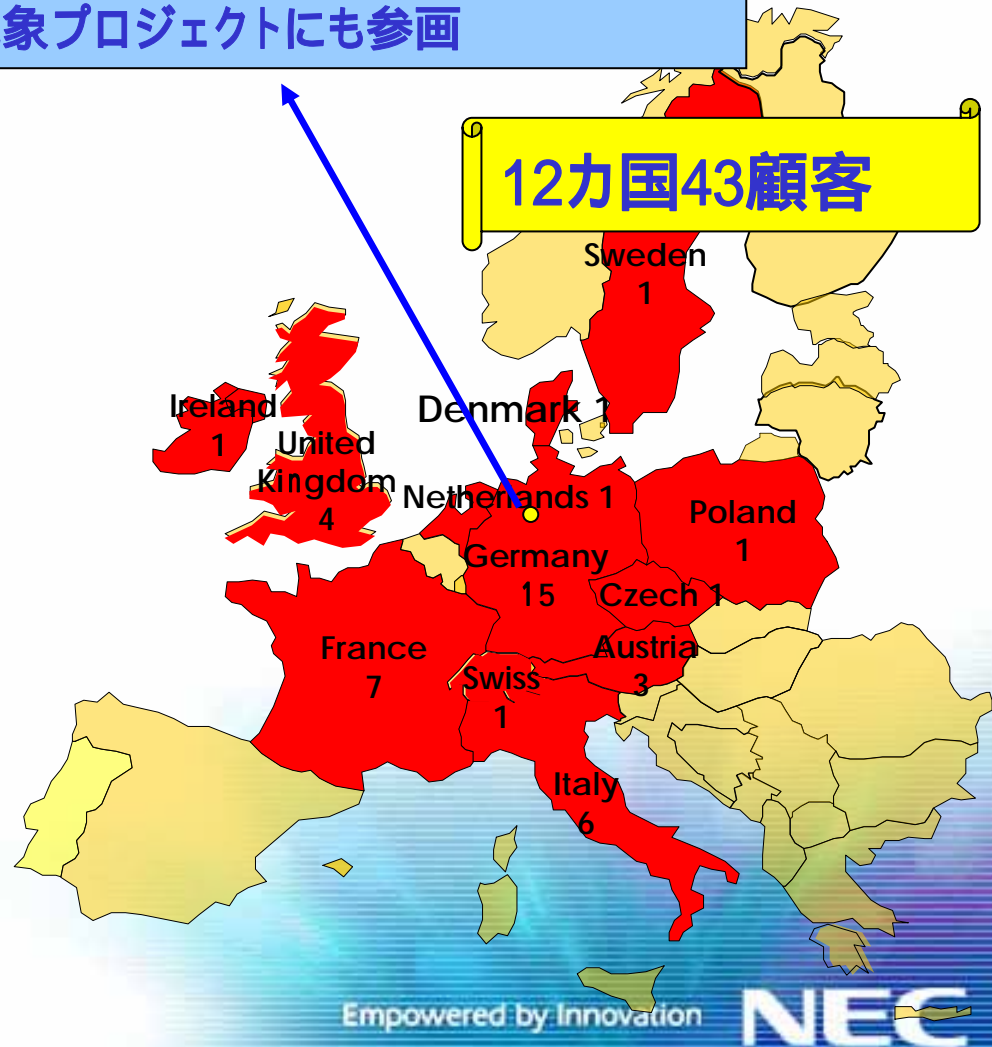 象プロジェクトにも参画
12カ国43顧客
Sweden
1
Ireland
1
United
Kingdom
4
Denmark 1
Netherlands 1
Poland
1
Germany
15
Czech 1
France
7
Austria
3
Swiss
1
Italy
6
Empowered by Innovation
NEC